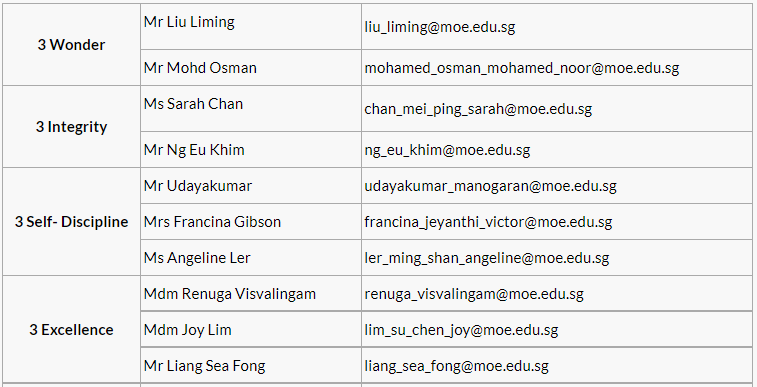 3 Wonder
Mr Liu Liming
liu_liming@moe.edu.sg
Mr Mohd Osman
mohamed_osman_mohamed_noor@moe.edu.sg
3 Integrity
Ms Sarah Chan
chan_mei_ping_sarah@moe.edu.sg
Mr Ng Eu Khim
ng_eu_khim@moe.edu.sg
3 Self- Discipline
Mr Udayakumar
udayakumar_manogaran@moe.edu.sg
Mrs Francina Gibson
francina_jeyanthi_victor@moe.edu.sg
Ms Angeline Ler
ler_ming_shan_angeline@moe.edu.sg
3 Excellence
Mdm Renuga Visvalingam
renuga_visvalingam@moe.edu.sg
Mdm Joy Lim
lim_su_chen_joy@moe.edu.sg
Mr Liang Sea Fong
liang_sea_fong@moe.edu.sg